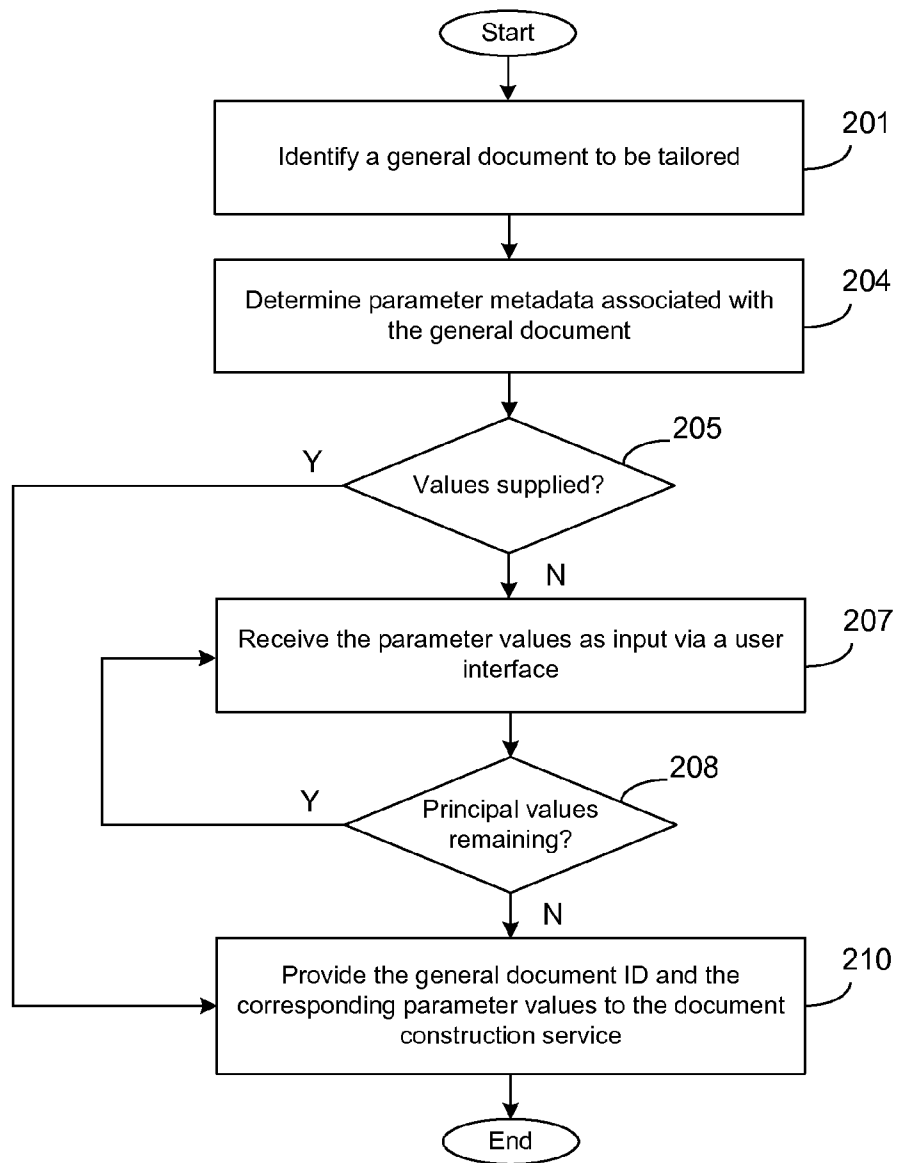 Start
201
Identify a general document to be tailored
204
Determine parameter metadata associated with
the general document
205
Y
Values supplied?
N
207
Receive the parameter values as input via a user
interface
208
Y
Principal values
remaining?
N
210
Provide the general document ID and the
corresponding parameter values to the document
construction service
End